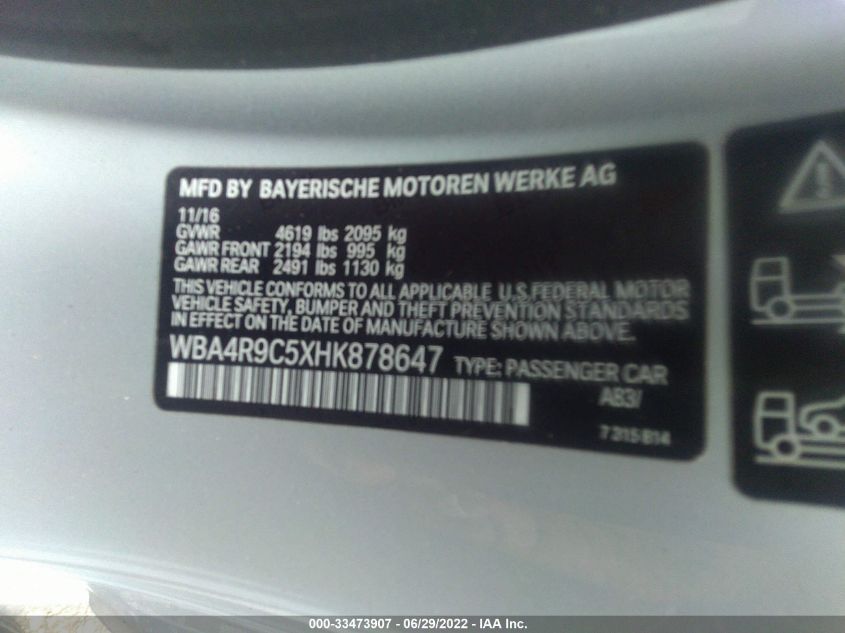 MFD BY BAYERISCHE MOTOREN WERKE AG
11/16
GVWR 4619 lbs 2095 kg
GAWR FRONT 2194 lbs 995 kg
GAWR REAR 2491 lbs 1130 kg
THIS VEHICLE CONFORMS TO ALL APPLICABLE U.S. FEDERAL MOTOR
VEHICLE SAFETY, BUMPER AND THEFT PREVENTION STANDARDS
IN EFFECT ON THE DATE OF MANUFACTURE SHOWN ABOVE.
WBA4R9C5XHK878647 TYPE: PASSENGER CAR
A83/
7 315 814
000-33473907 - 06/29/2022 - IAA Inc.